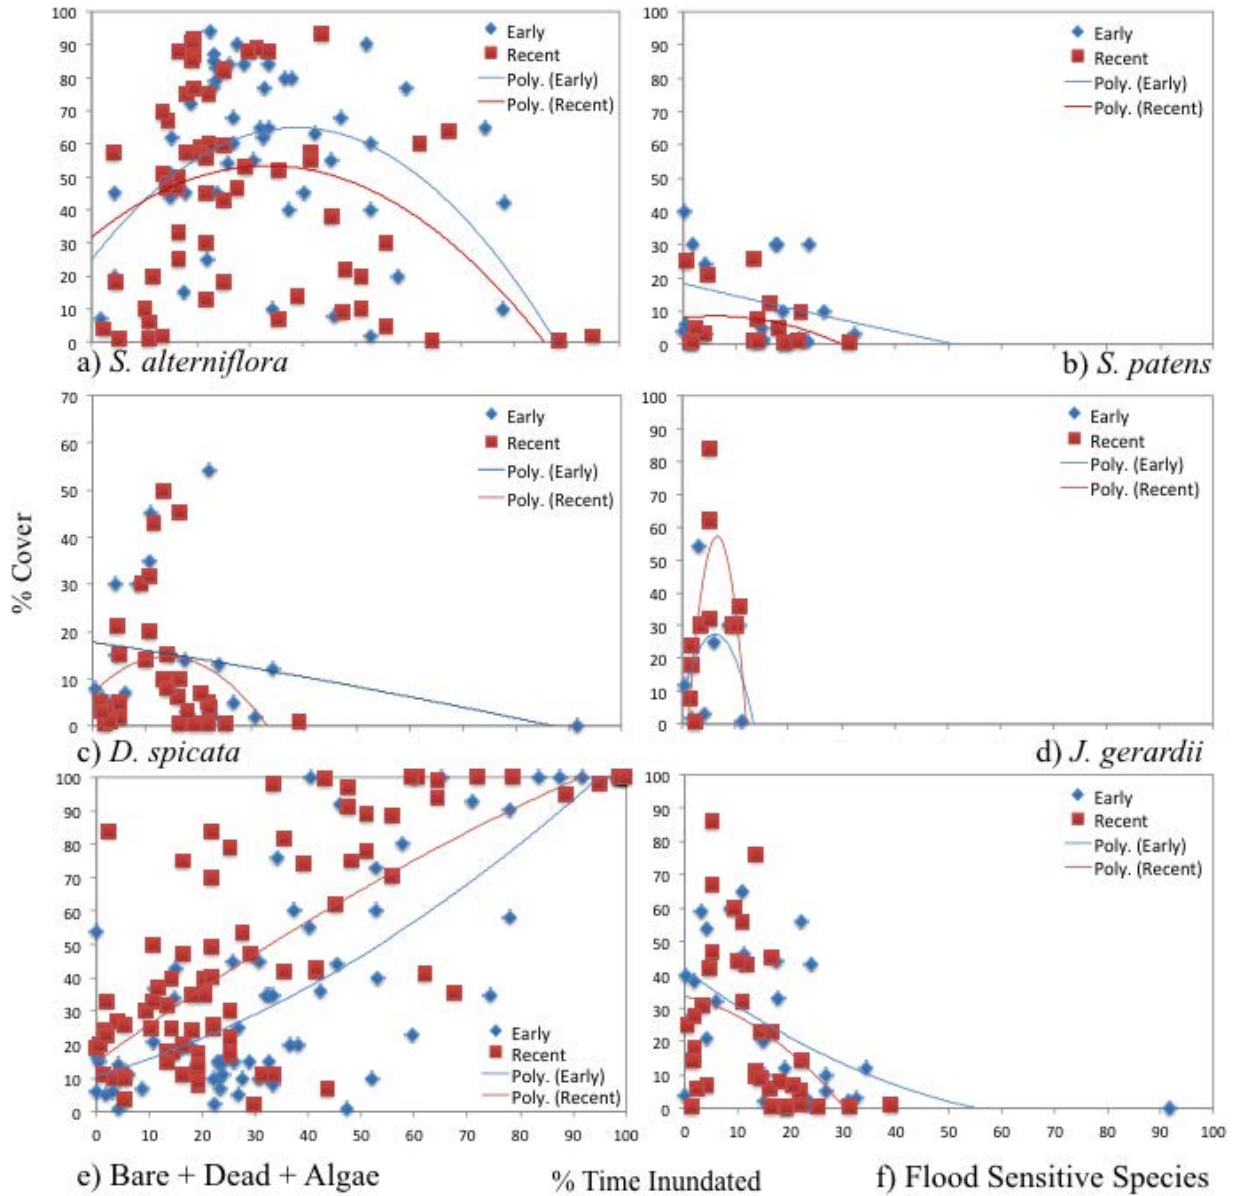 100
90
80
70
60
50
40
30
20
10
0
Early
Recent
Poly. (Early)
Poly. (Recent)
a) S. alterniflora
100
90
80
70
60
50
40
30
20
10
0
Early
Recent
Poly. (Early)
Poly. (Recent)
b) S. patens
% Cover
70
60
50
40
30
20
10
0
Early
Recent
Poly. (Early)
Poly. (Recent)
c) D. spicata
100
90
80
70
60
50
40
30
20
10
0
Early
Recent
Poly. (Early)
Poly. (Recent)
d) J. gerardii
100
90
80
70
60
50
40
30
20
10
0
Early
Recent
Poly. (Early)
Poly. (Recent)
0 10 20 30 40 50 60 70 80 90 100
e) Bare + Dead + Algae
100
90
80
70
60
50
40
30
20
10
0
Early
Recent
Poly. (Early)
Poly. (Recent)
0 10 20 30 40 50 60 70 80 90 100
% Time Inundated
f) Flood Sensitive Species